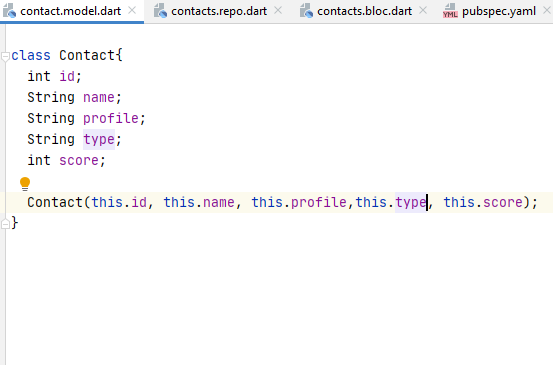 contact.model.dart contacts.repo.dart contacts.bloc.dart YML pubspec.yaml
class Contact{
int id;
String name;
String profile;
String type;
int score;
Contact(this.id, this.name, this.profile,this.type, this.score);
}